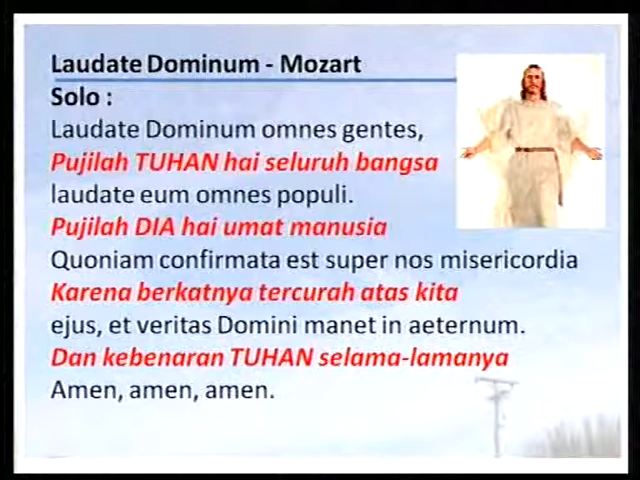 Laudate Dominum - Mozart
Solo :
Laudate Dominum omnes gentes,
Pujilah TUHAN hai seluruh bangsa
laudate eum omnes populi.
Pujilah DIA hai umat manusia
Quoniam confirmata est super nos misericordia
Karena berkatnya tercurah atas kita
ejus, et veritas Domini manet in aeternum.
Dan kebenaran TUHAN selama-lamanya
Amen, amen, amen.